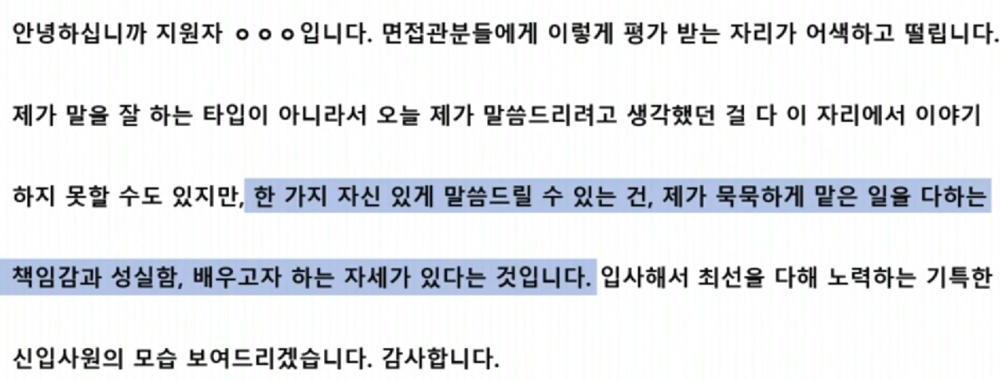 안녕하십니까 지원자 ㅇㅇㅇ입니다. 면접관분들에게 이렇게 평가 받는 자리가 어색하고 떨립니다.
제가 말을 잘 하는 타입이 아니라서 오늘 제가 말씀드리려고 생각했던 걸 다 이 자리에서 이야기
하지 못할 수도 있지만, 한 가지 자신 있게 말씀드릴 수 있는 건, 제가 묵묵하게 맡은 일을 다하는
책임감과 성실함, 배우고자 하는 자세가 있다는 것입니다. 입사해서 최선을 다해 노력하는 기특한
신입사원의 모습 보여드리겠습니다. 감사합니다.